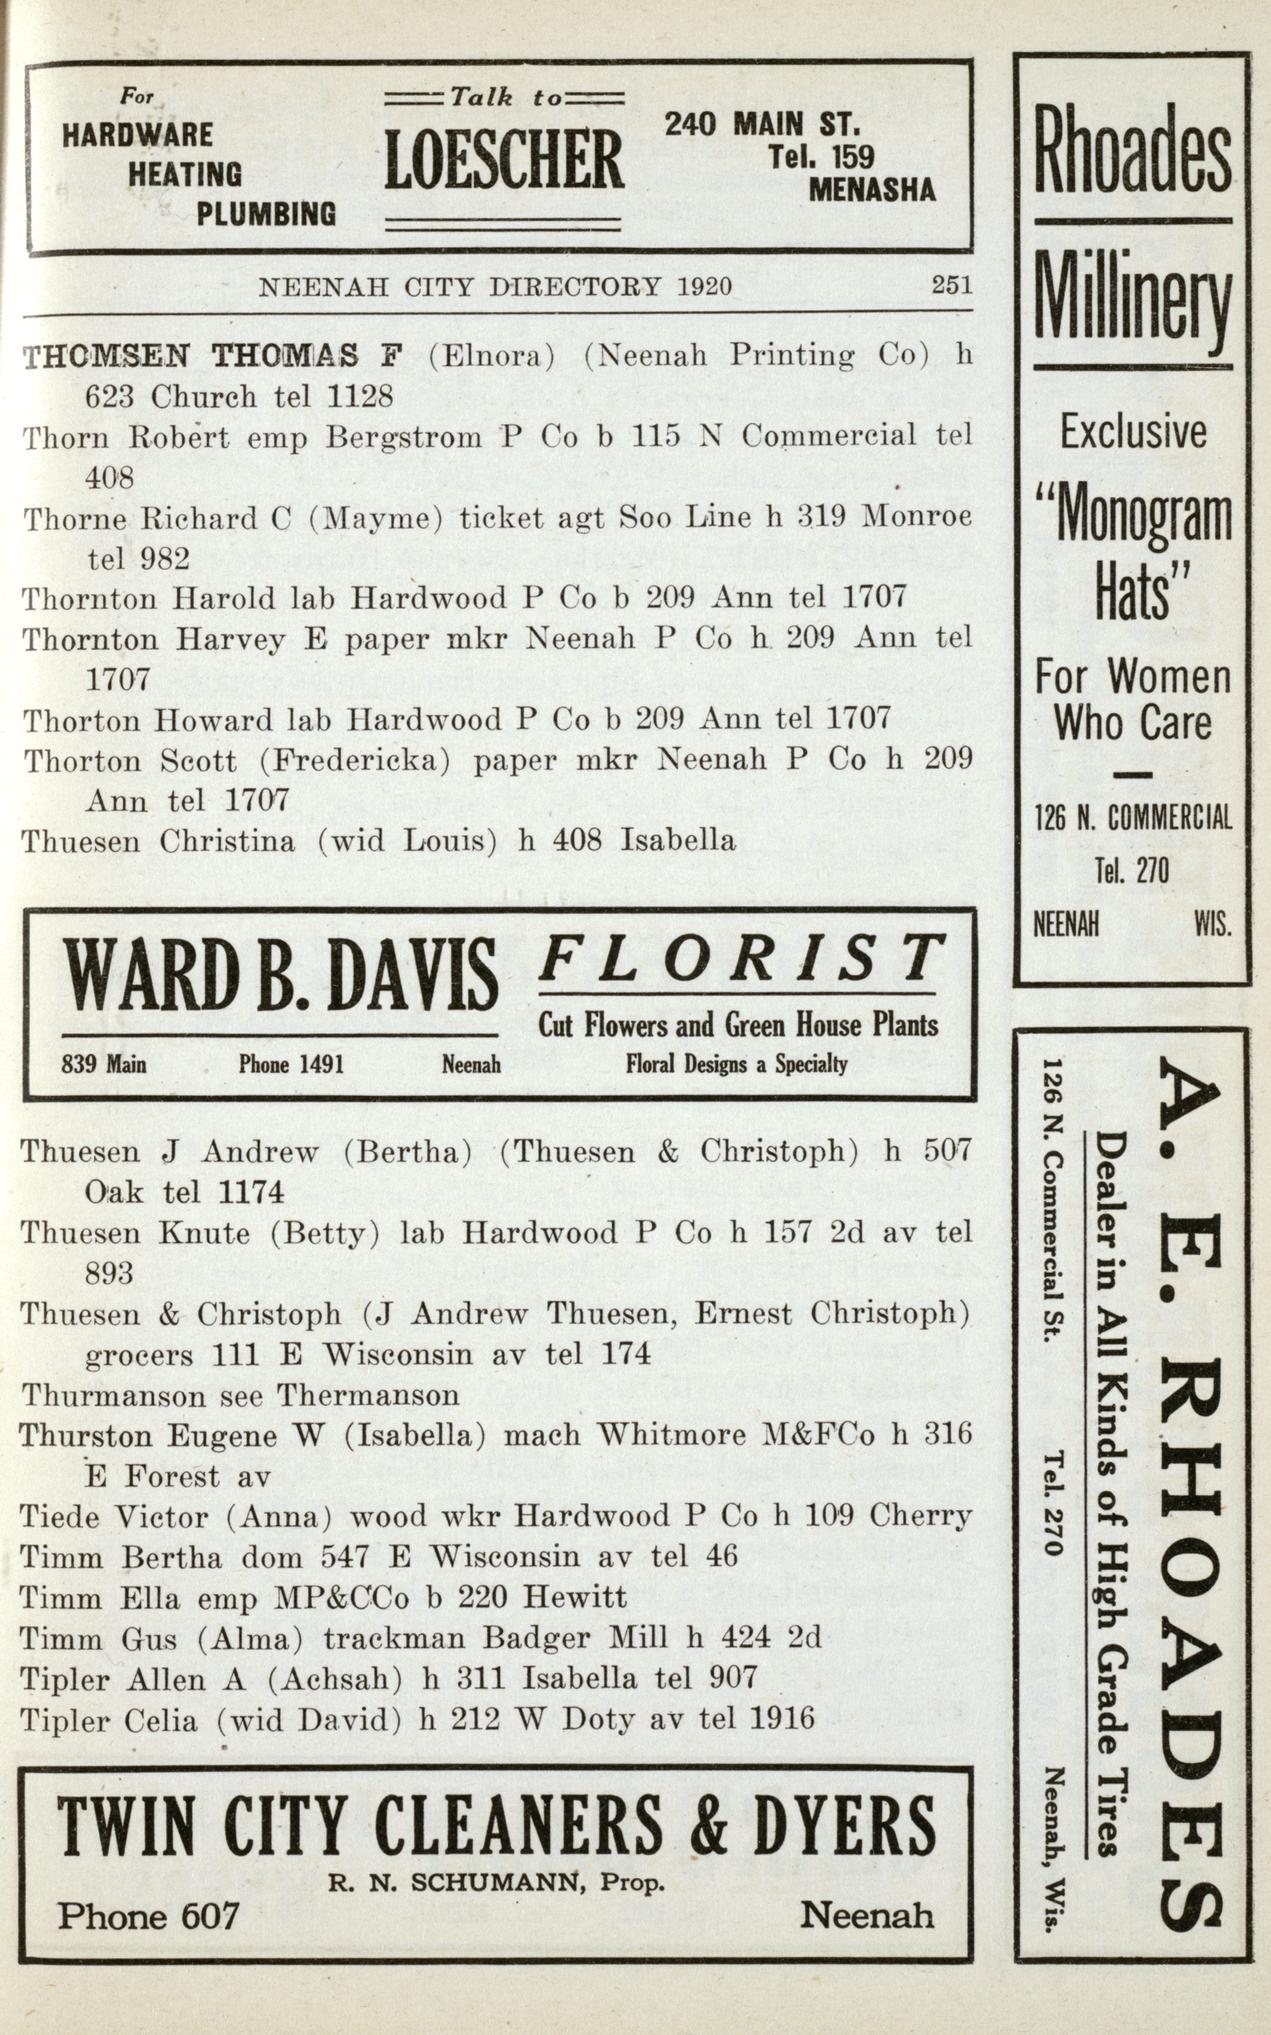 For
HARDWARE
HEATING
PLUMBING
Talk to
LOESCHER
240 MAIN ST.
Tel. 159
MENASHA
NEENAH CITY DIRECTORY 1920 251
THOMSEN THOMAS F (Elnora) (Neenah Printing Co) h
623 Church tel 1128
Thorn Robert emp Bergstrom P Co b 115 N Commercial tel
408
Thorne Richard C (Mayme) ticket agt Soo Line h 319 Monroe
tel 982
Thornton Harold lab Hardwood P Co b 209 Ann tel 1707
Thornton Harvey E paper mkr Neenah P Co h 209 Ann tel
1707
Thorton Howard lab Hardwood P Co b 209 Ann tel 1707
Thorton Scott (Fredericka) paper mkr Neenah P Co h 209
Ann tel 1707
Thuesen Christina (wid Louis) h 408 Isabella
WARD B. DAVIS
839 Main Phone 1491 Neenah
FLORIST
Cut Flowers and Green House Plants
Floral Designs a Specialty
Thuesen J Andrew (Bertha) (Thuesen & Christoph) h 507
Oak tel 1174
Thuesen Knute (Betty) lab Hardwood P Co h 157 2d av tel
893
Thuesen & Christoph (J Andrew Thuesen, Ernest Christoph)
grocers 111 E Wisconsin av tel 174
Thurmanson see Thermanson
Thurston Eugene W (Isabella) mach Whitmore M&FCo h 316
E Forest av
Tiede Victor (Anna) wood wkr Hardwood P Co h 109 Cherry
Timm Bertha dom 547 E Wisconsin av tel 46
Timm Ella emp MP&CCo b 220 Hewitt
Timm Gus (Alma) trackman Badger Mill h 424 2d
Tipler Allen A (Achsah) h 311 Isabella tel 907
Tipler Celia (wid David) h 212 W Doty av tel 1916
TWIN CITY CLEANERS & DYERS
R. N. SCHUMANN, Prop.
Phone 607 Neenah
Rhoades
Millinery
Exclusive
"Monogram
Hats"
For Women
Who Care
126 N. COMMERCIAL
Tel. 270
NEENAH WIS.
A. E. RHOADES
Dealer in All Kinds of High Grade Tires
126 N. Commercial St. Tel. 270 Neenah, Wis.